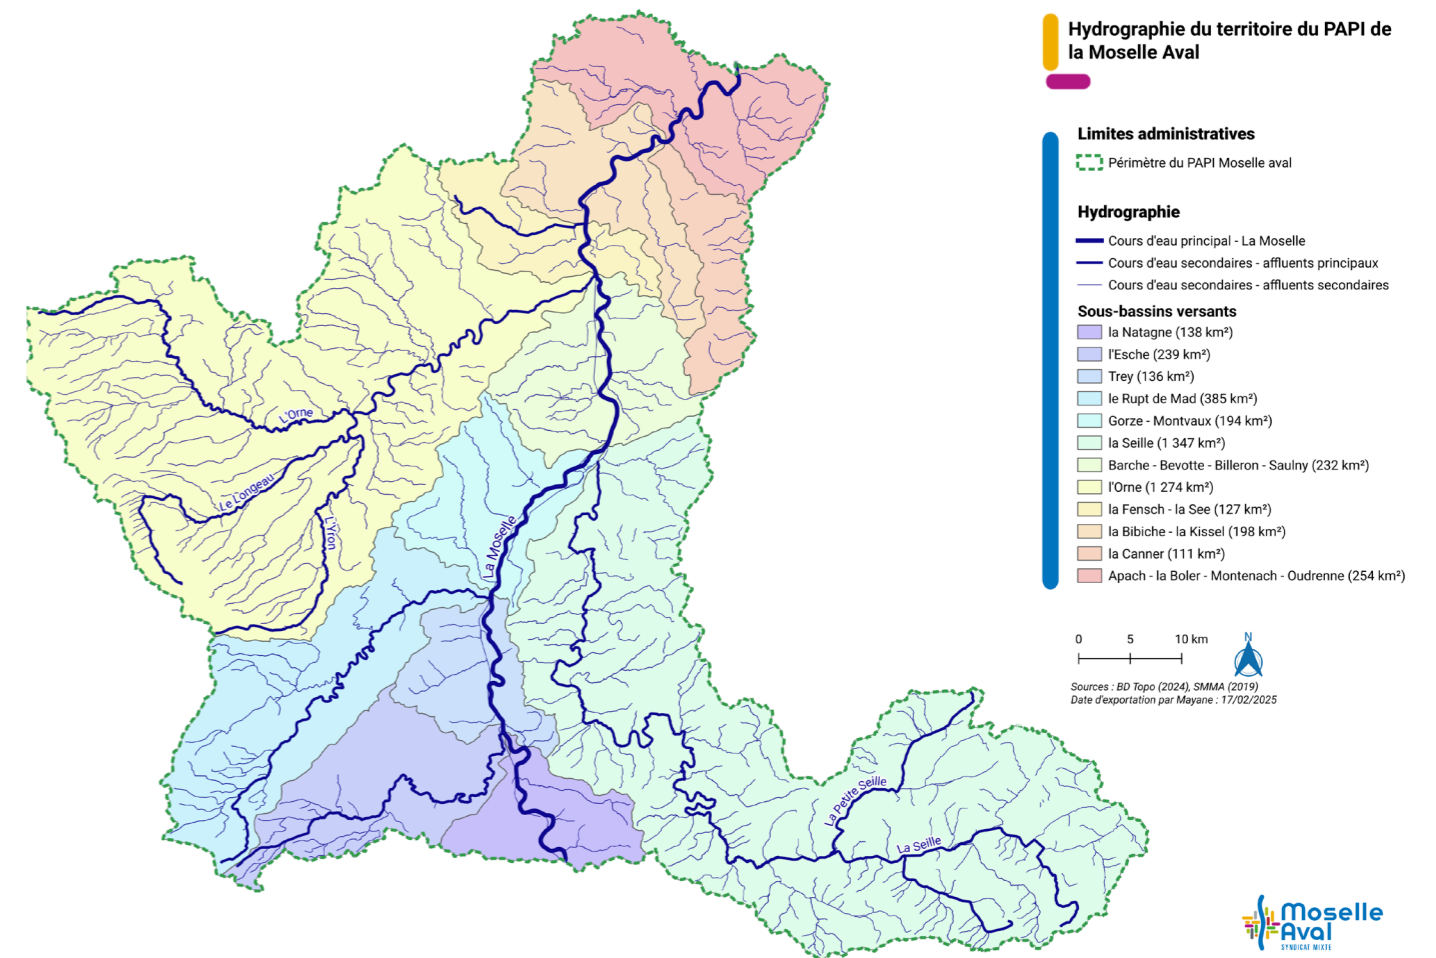 Hydrographie du territoire du PAPI de
la Moselle Aval
Limites administratives
Périmètre du PAPI Moselle aval
Hydrographie
Cours d'eau principal - La Moselle
Cours d'eau secondaires - affluents principaux
Cours d'eau secondaires - affluents secondaires
Sous-bassins versants
la Natagne (138 km²)
l'Esche (239 km²)
Trey (136 km²)
le Rupt de Mad (385 km²)
Gorze - Montvaux (194 km²)
la Seille (1 347 km²)
Barche - Bevotte - Billeron - Saulny (232 km²)
l'Orne (1 274 km²)
la Fensch - la See (127 km²)
la Bibiche - la Kissel (198 km²)
la Canner (111 km²)
Apach - la Boler - Montenach - Oudrenne (254 km²)
0 5 10 km
N
Sources : BD Topo (2024), SMMA (2019)
Date d'exportation par Mayane : 17/02/2025
L'Orne
Le Longeau
L'Yron
La Moselle
La Petite Seille
La Seille
Moselle
Aval
SYNDICAT MIXTE